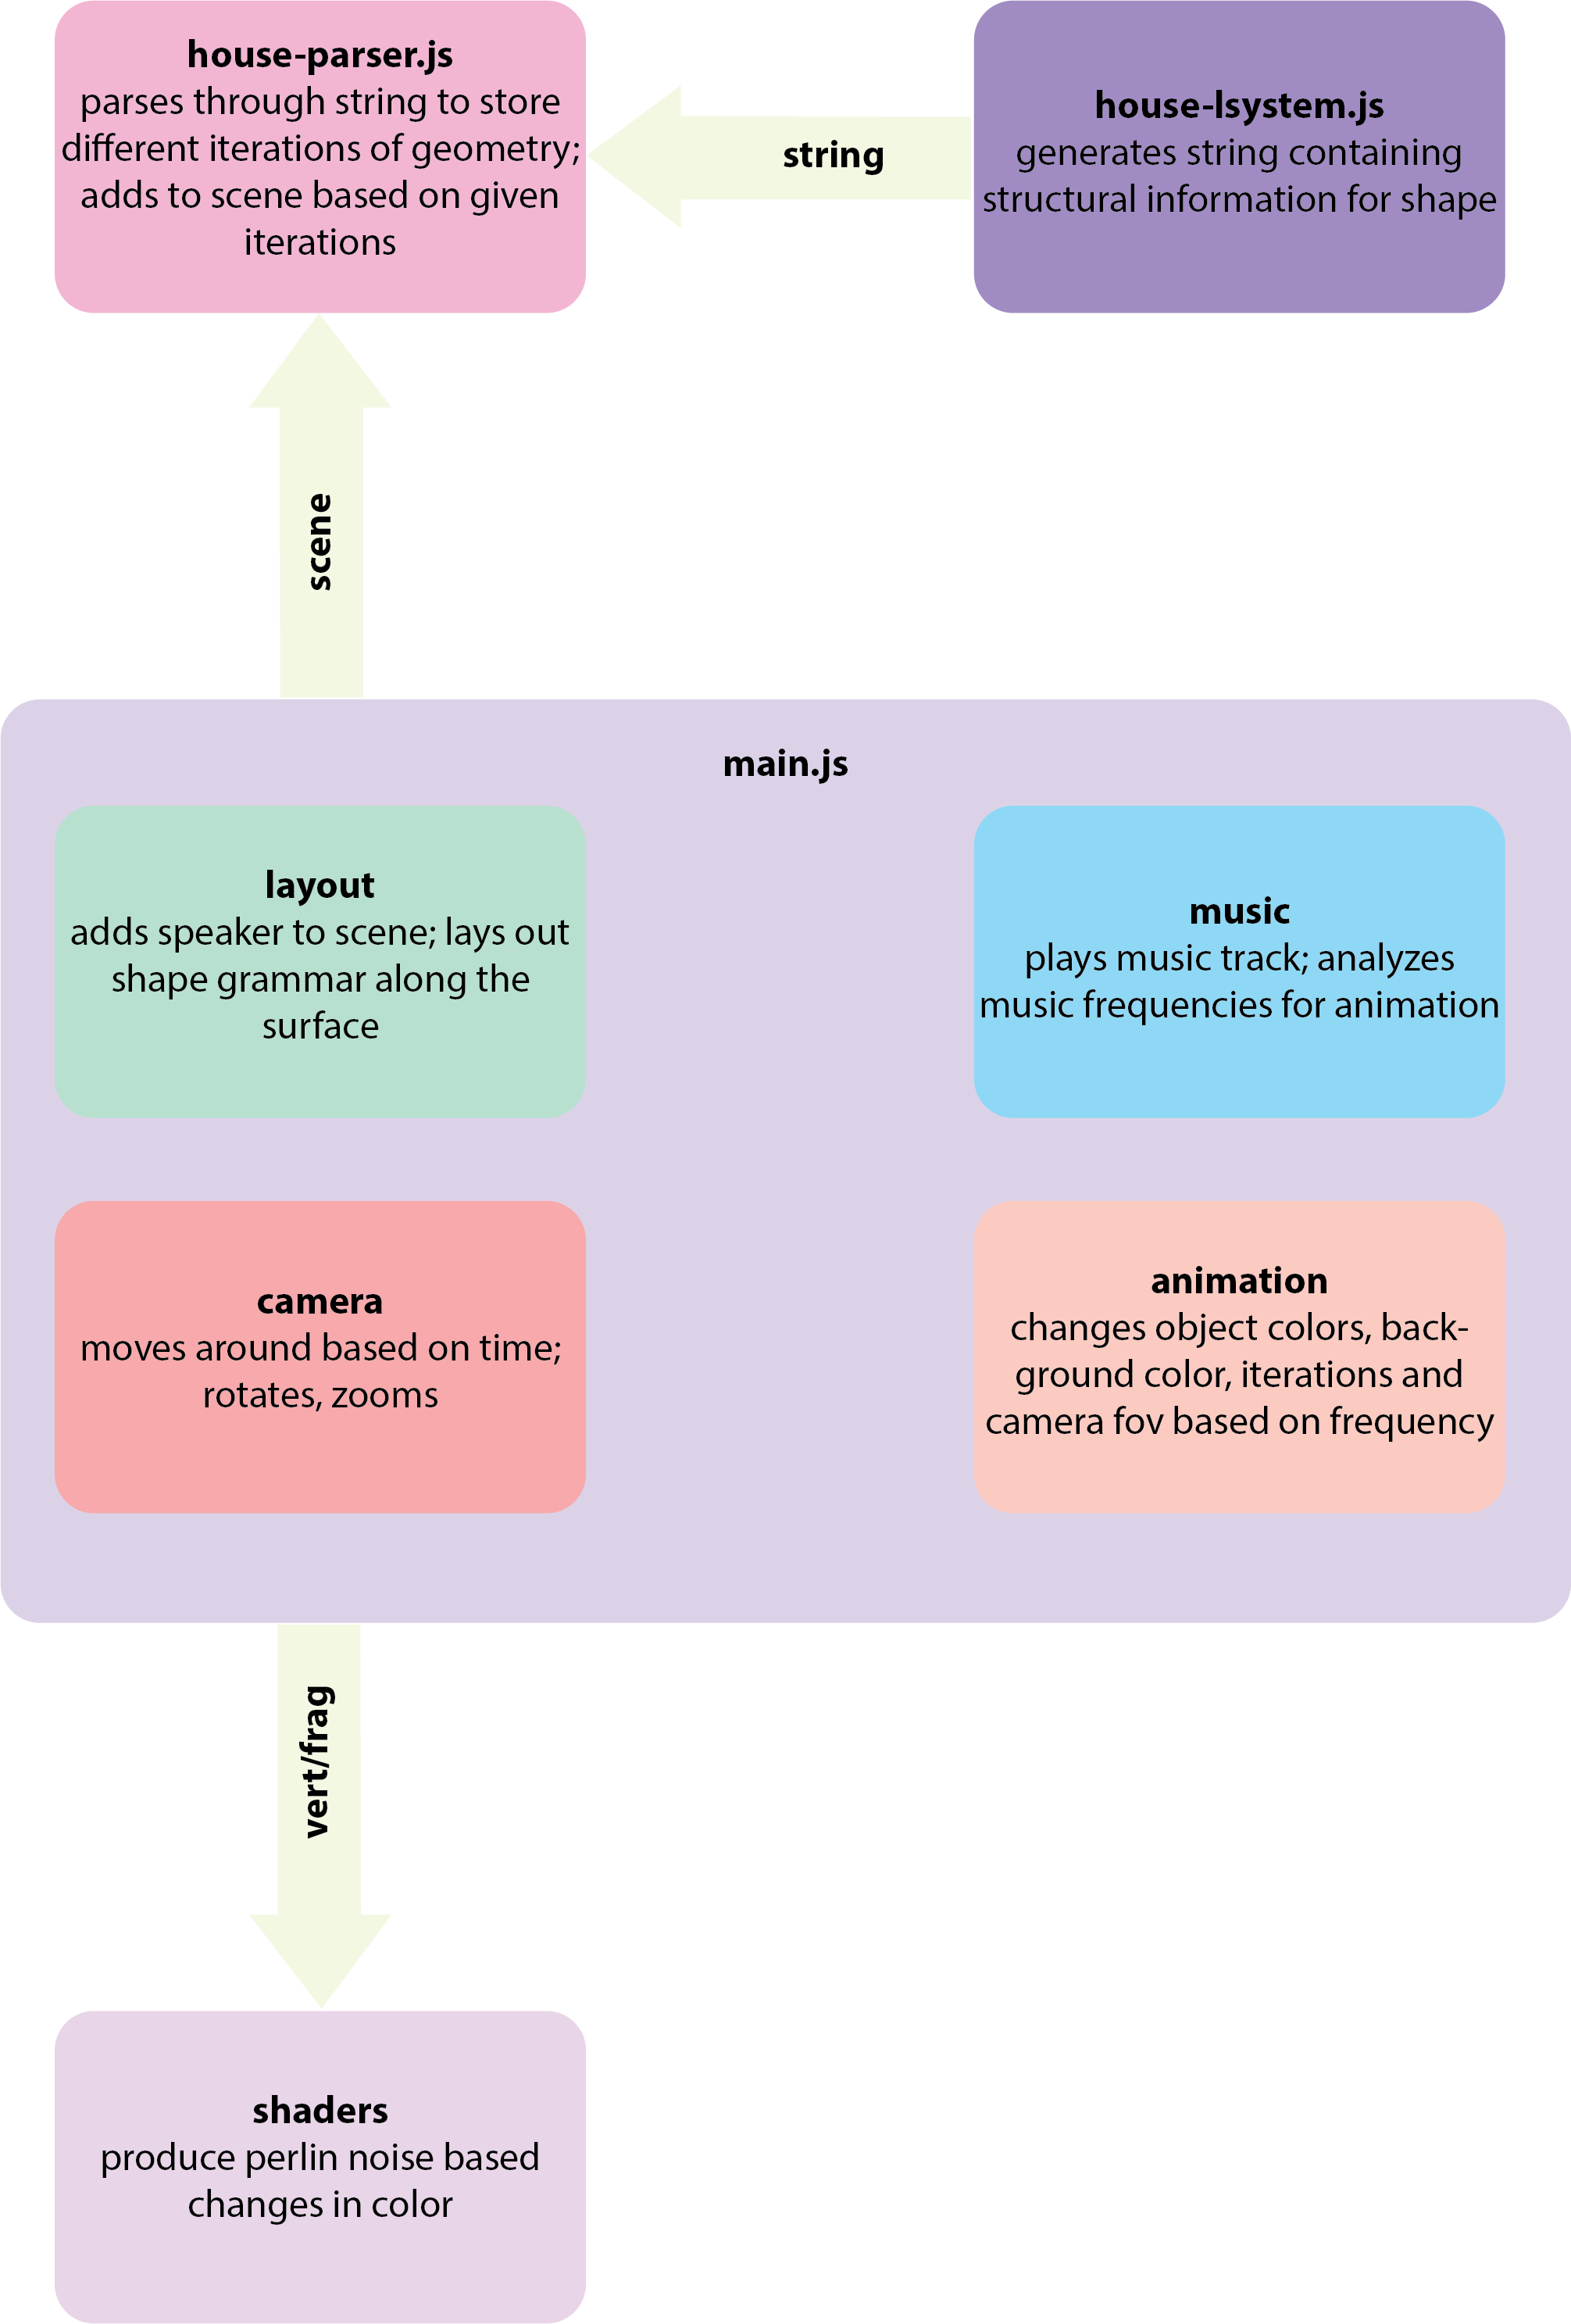 house-parser.js
parses through string to store
different iterations of geometry;
adds to scene based on given
iterations
string
house-lsystem.js
generates string containing
structural information for shape
scene
main.js
layout
adds speaker to scene; lays out
shape grammar along the
surface
music
plays music track; analyzes
music frequencies for animation
camera
moves around based on time;
rotates, zooms
animation
changes object colors, back-
ground color, iterations and
camera fov based on frequency
vert/frag
shaders
produce perlin noise based
changes in color